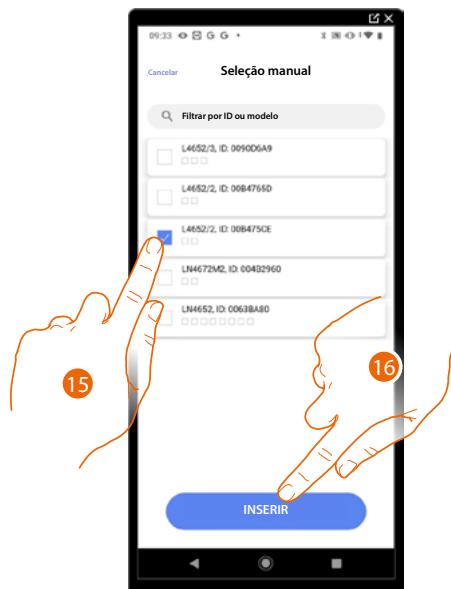 09:33 G G
Cancelar
Seleção manual
Filtrar por ID ou modelo
L4652/3, ID: 0090D6A9
L4652/2, ID: 00B4765D
L4652/2, ID: 00B475CE
LN4672M2, ID: 004B2960
LN4652, ID: 0063BA80
15
16
INSERIR